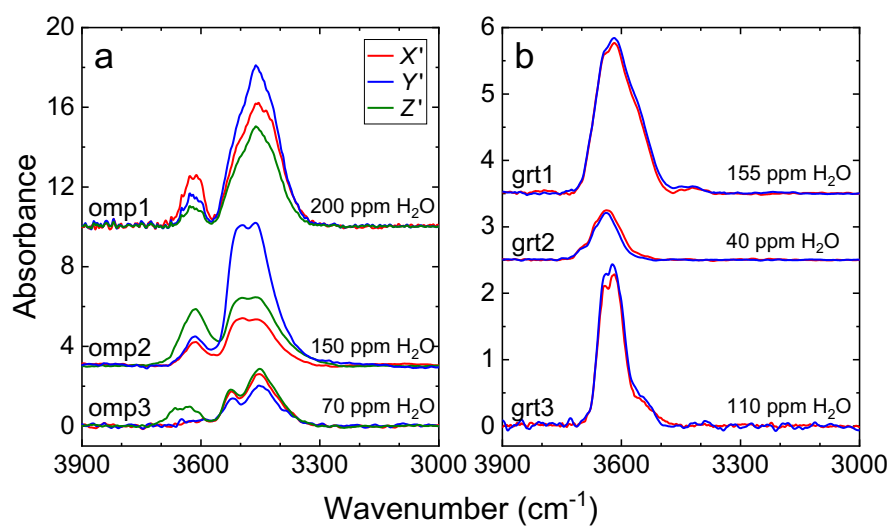 a
X'
Y'
Z'
20
16
12
8
4
0
omp1
200 ppm H₂O
omp2
150 ppm H₂O
omp3
70 ppm H₂O
3900
3600
3300
3000
Absorbance
b
6
5
4
3
2
1
0
grt1
155 ppm H₂O
grt2
40 ppm H₂O
grt3
110 ppm H₂O
3900
3600
3300
3000
Wavenumber (cm⁻¹)